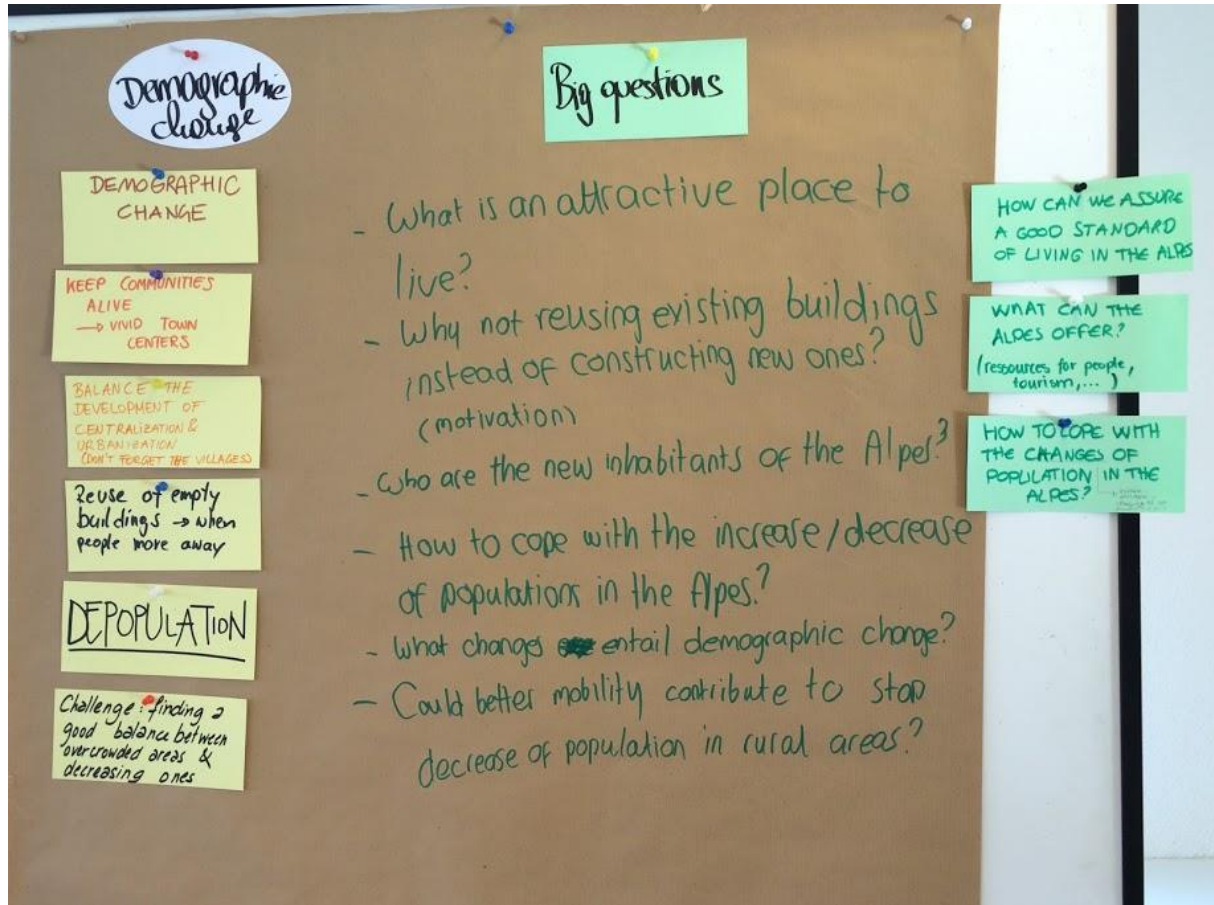 Demographic
change
DEMOGRAPHIC
CHANGE
KEEP COMMUNITIES
ALIVE
→ VIVID TOWN
CENTERS
BALANCE THE
DEVELOPMENT OF
CENTRALIZATION &
URBANIZATION
(DON'T FORGET THE VILLAGES)
Reuse of empty
buildings → when
people move away
DEPOPULATION
Challenge: finding a
good balance between
overcrowded areas &
decreasing ones
Big questions
- What is an attractive place to
live?
- Why not reusing existing buildings
instead of constructing new ones?
(motivation)
- Who are the new inhabitants of the Alpes?
- How to cope with the increase/decrease
of populations in the Alpes?
- What changes entail demographic change?
- Could better mobility contribute to stop
decrease of population in rural areas?
HOW CAN WE ASSURE
A GOOD STANDARD
OF LIVING IN THE ALPS
WHAT CAN THE
ALPES OFFER?
(ressources for people,
tourism, ... )
HOW TO COPE WITH
THE CHANGES OF
POPULATION IN THE
ALPES?